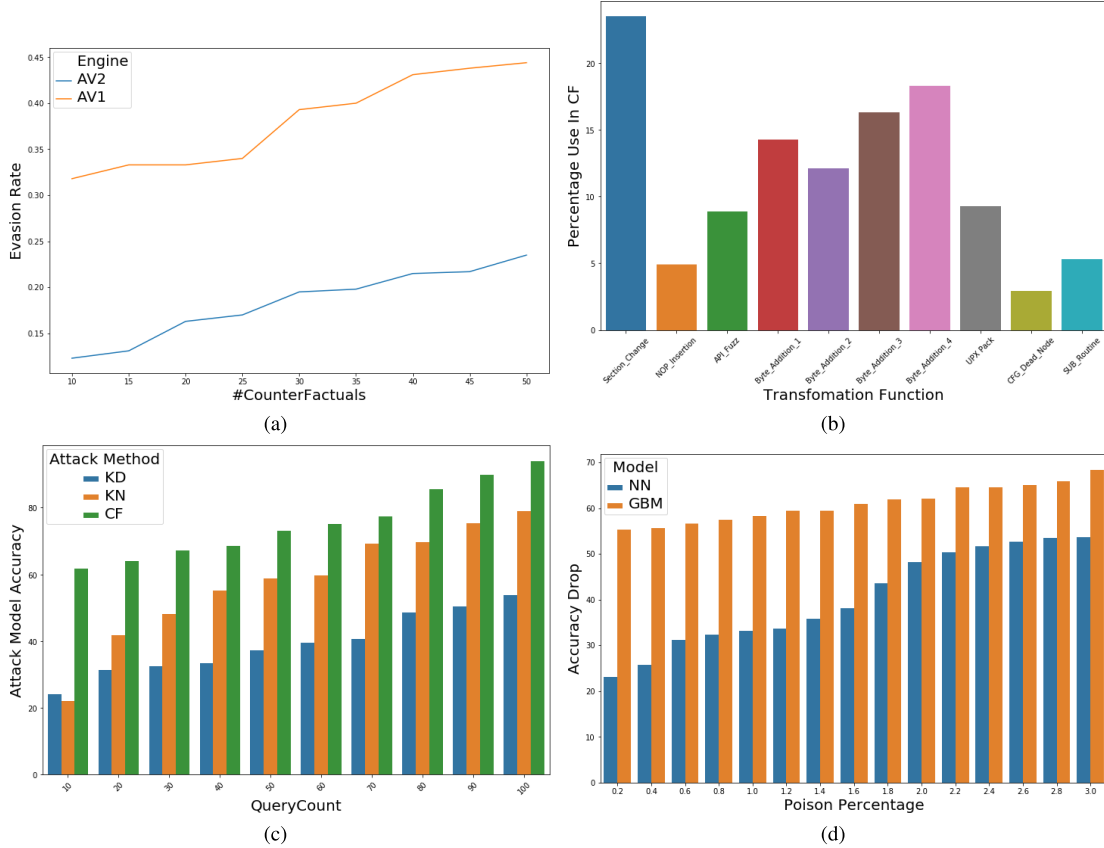 Engine
AV2
AV1
0.45
0.40
0.35
0.30
0.25
0.20
0.15
Evasion Rate
10 15 20 25 30 35 40 45 50
#CounterFactuals
(a)
Percentage Use In CF
20
15
10
5
0
Section_Change
NOP_Insertion
API_Fuzz
Byte_Addition_1
Byte_Addition_2
Byte_Addition_3
Byte_Addition_4
UPX Pack
CFG_Dead_Node
SUB_Routine
Transfomation Function
(b)
Attack Method
KD
KN
CF
Attack Model Accuracy
80
60
40
20
0
10 20 30 40 50 60 70 80 90 100
QueryCount
(c)
Model
NN
GBM
Accuracy Drop
70
60
50
40
30
20
10
0
0.2 0.4 0.6 0.8 1.0 1.2 1.4 1.6 1.8 2.0 2.2 2.4 2.6 2.8 3.0
Poison Percentage
(d)